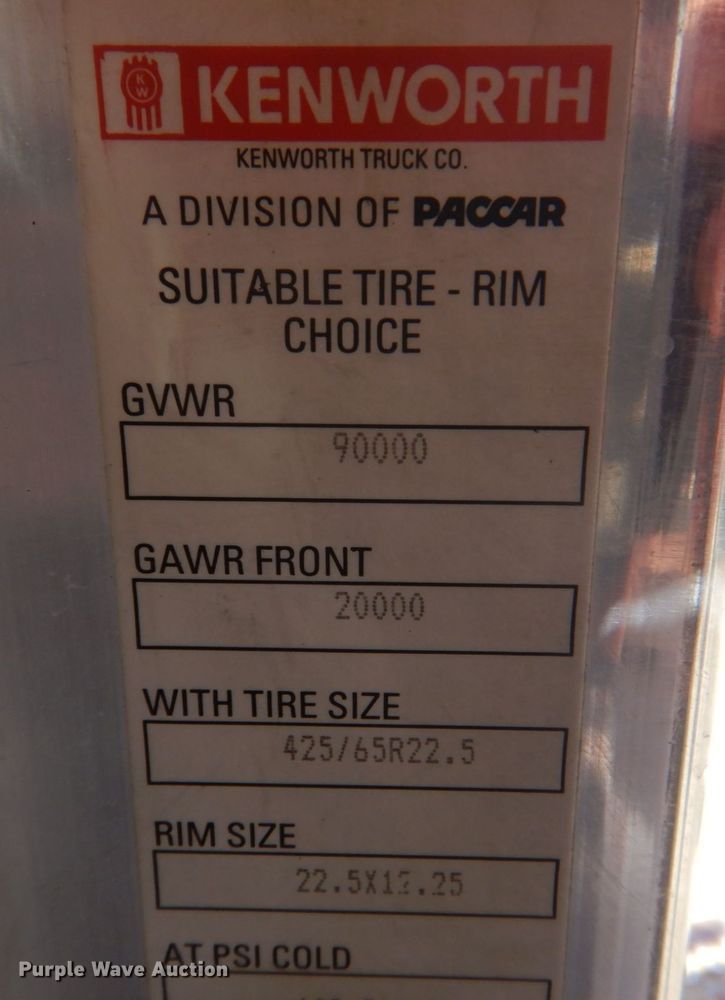 KW
KENWORTH
KENWORTH TRUCK CO.
A DIVISION OF PACCAR
SUITABLE TIRE - RIM
CHOICE
GVWR
90000
GAWR FRONT
20000
WITH TIRE SIZE
425/65R22.5
RIM SIZE
22.5X12.25
AT PSI COLD
Purple Wave Auction